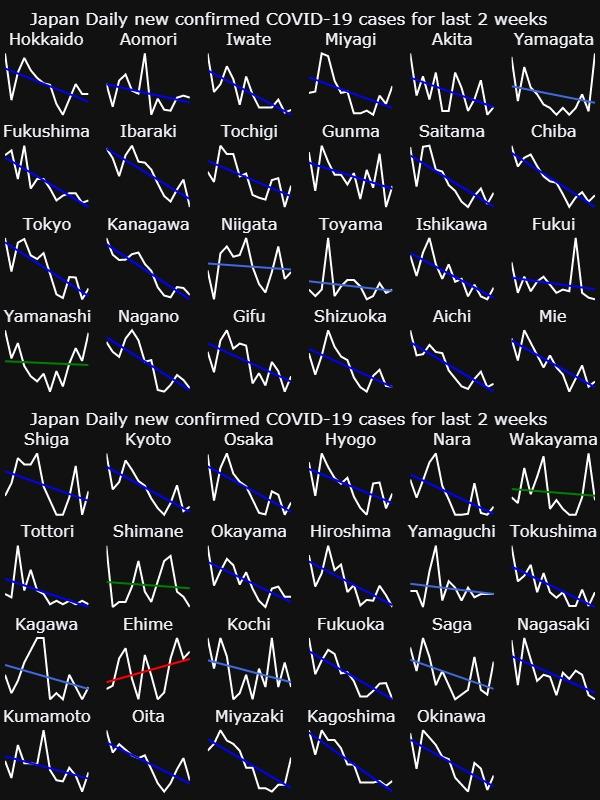 Japan Daily new confirmed COVID-19 cases for last 2 weeks
Hokkaido Aomori Iwate Miyagi Akita Yamagata
Fukushima Ibaraki Tochigi Gunma Saitama Chiba
Tokyo Kanagawa Niigata Toyama Ishikawa Fukui
Yamanashi Nagano Gifu Shizuoka Aichi Mie
Japan Daily new confirmed COVID-19 cases for last 2 weeks
Shiga Kyoto Osaka Hyogo Nara Wakayama
Tottori Shimane Okayama Hiroshima Yamaguchi Tokushima
Kagawa Ehime Kochi Fukuoka Saga Nagasaki
Kumamoto Oita Miyazaki Kagoshima Okinawa